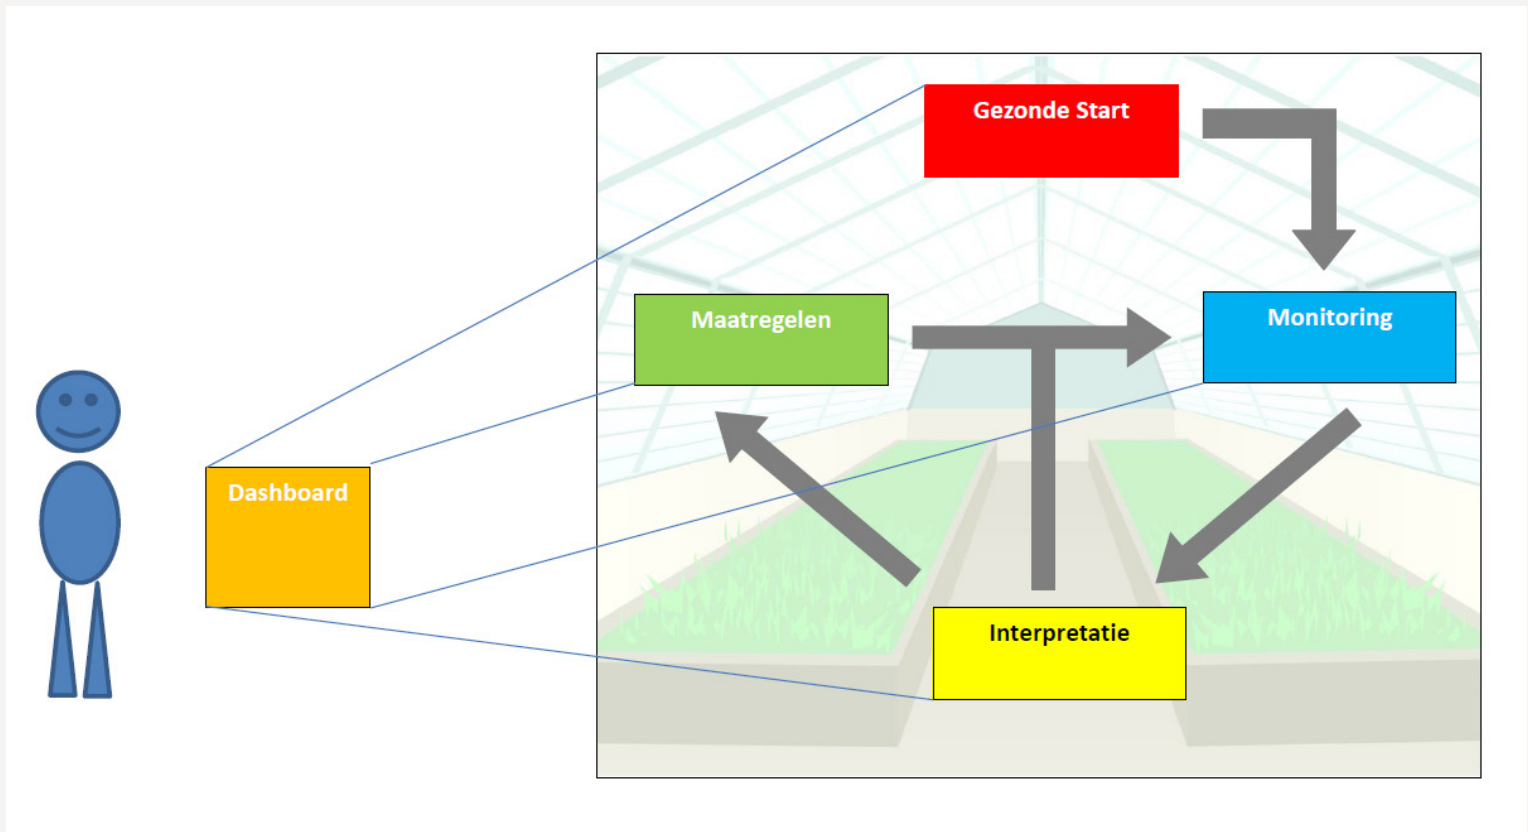 Gezonde Start
Maatregelen
Monitoring
Dashboard
Interpretatie